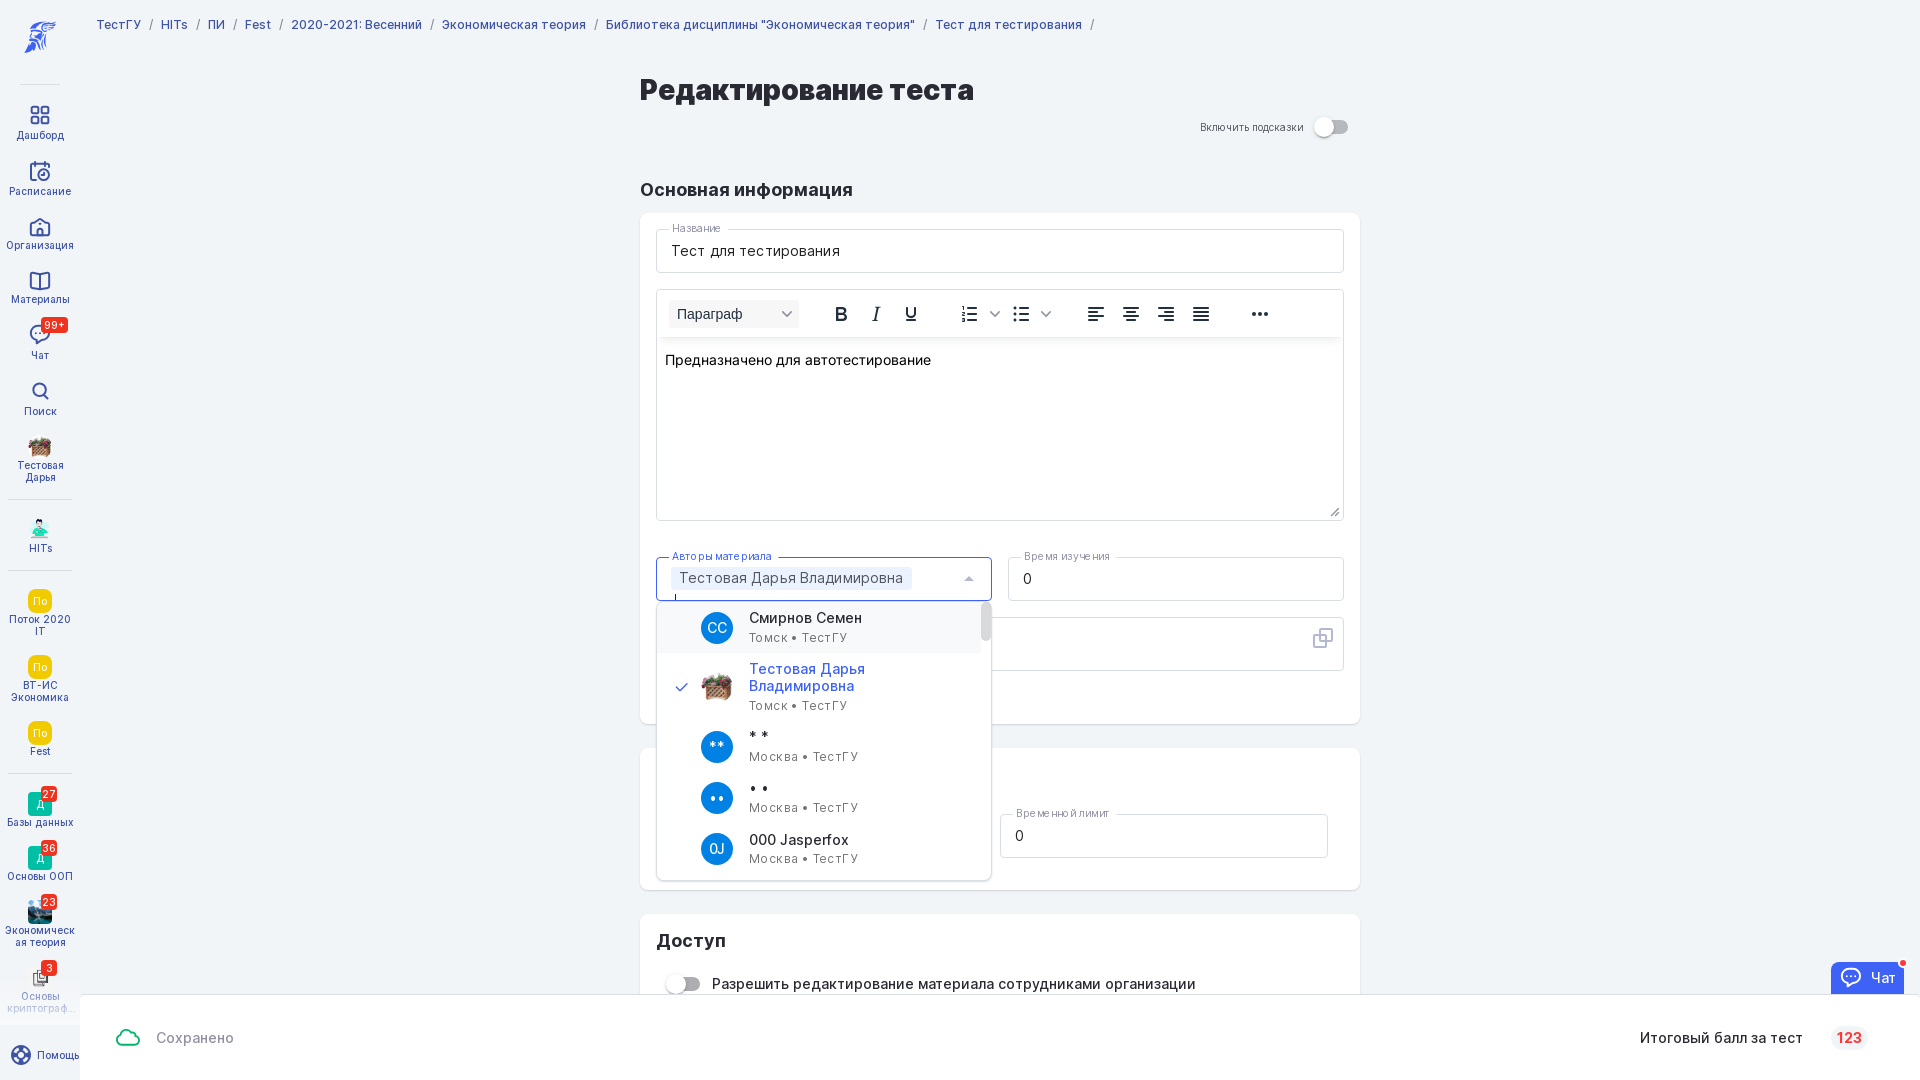 ТестГУ / HITs / ПИ / Fest / 2020-2021: Весенний / Экономическая теория / Библиотека дисциплины "Экономическая теория" / Тест для тестирования /
Дашборд
Расписание
Организация
Материалы
99+
Чат
Поиск
Тестовая
Дарья
HITs
По
Поток 2020
IT
По
ВТ-ИС
Экономика
По
Fest
27
Д
Базы данных
36
Д
Основы ООП
23
Экономическ
ая теория
3
Основы
криптограф...
Помощь
Редактирование теста
Включить подсказки
Основная информация
Название
Тест для тестирования
Параграф
Предназначено для автотестирование
Авторы материала
Тестовая Дарья Владимировна
Время изучения
0
СС
Смирнов Семен
Томск • ТестГУ
Тестовая Дарья
Владимировна
Томск • ТестГУ
**
* *
Москва • ТестГУ
••
• •
Москва • ТестГУ
0J
000 Jasperfox
Москва • ТестГУ
Временной лимит
0
Доступ
Разрешить редактирование материала сотрудниками организации
Чат
Сохранено
Итоговый балл за тест 123